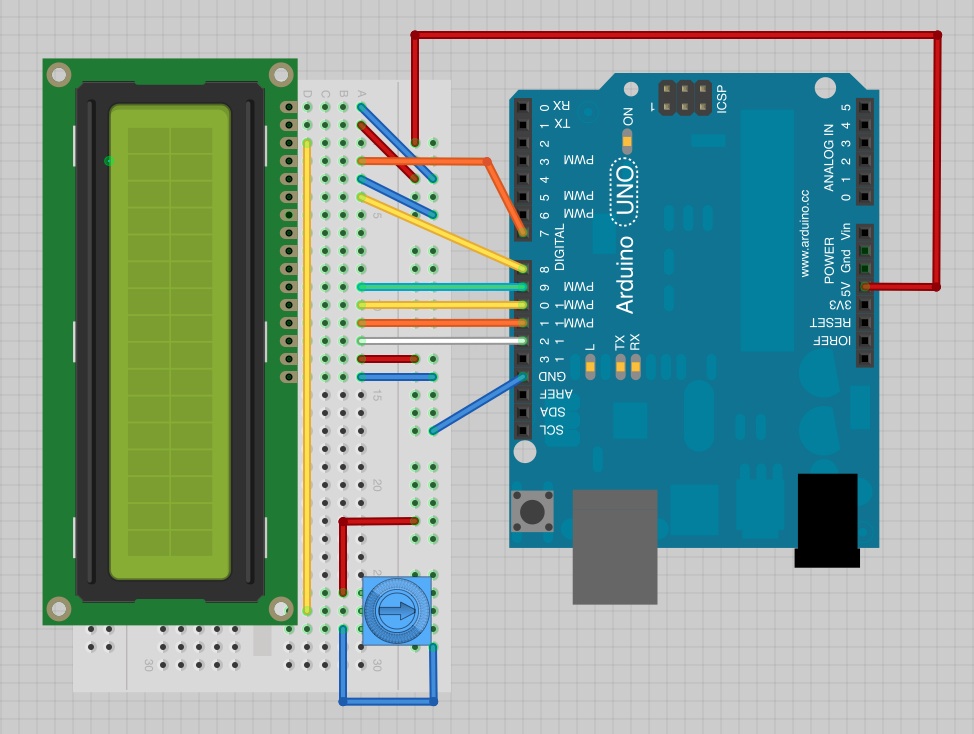 D C B A
5
15
20
30
30
0 RX
1 TX
2
3 PWM
4
5 PWM
6 PWM
7
8
9 PWM
10 PWM
11 PWM
12
13
GND
AREF
SDA
SCL
DIGITAL
1
ICSP
ON
Arduino UNO
L
TX
RX
www.arduino.cc
ANALOG IN
5
4
3
2
1
0
POWER
Vin
Gnd
5V
3V3
RESET
IOREF